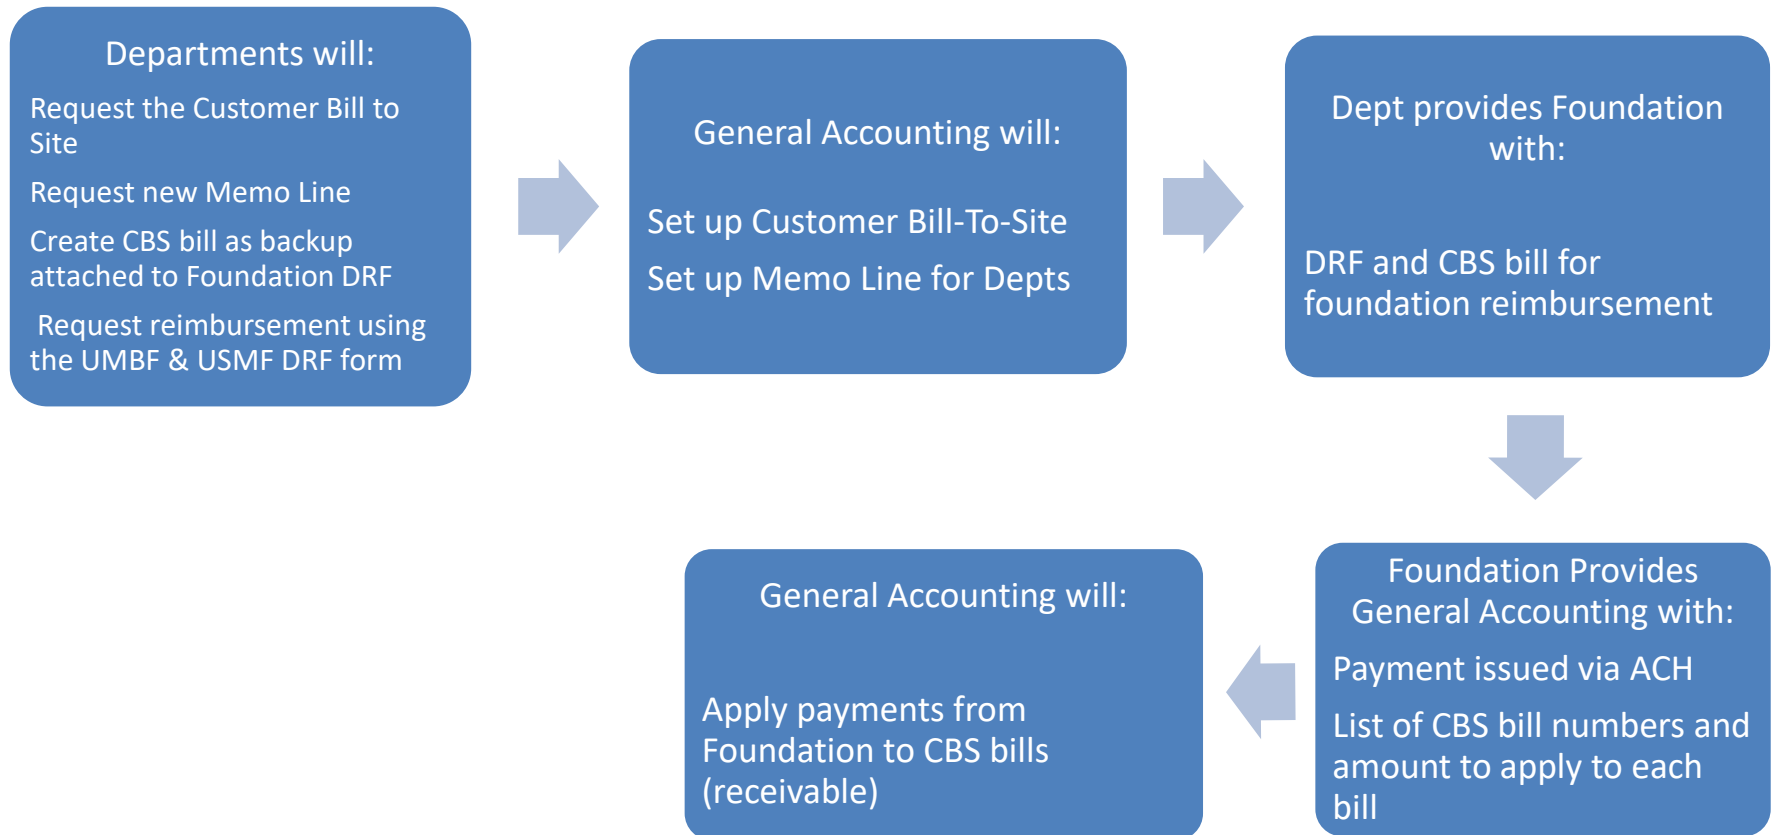 Departments will:
Request the Customer Bill to
Site
Request new Memo Line
Create CBS bill as backup
attached to Foundation DRF
Request reimbursement using
the UMBF & USMF DRF form
General Accounting will:
Set up Customer Bill-To-Site
Set up Memo Line for Depts
Dept provides Foundation
with:
DRF and CBS bill for
foundation reimbursement
Foundation Provides
General Accounting with:
Payment issued via ACH
List of CBS bill numbers and
amount to apply to each
bill
General Accounting will:
Apply payments from
Foundation to CBS bills
(receivable)